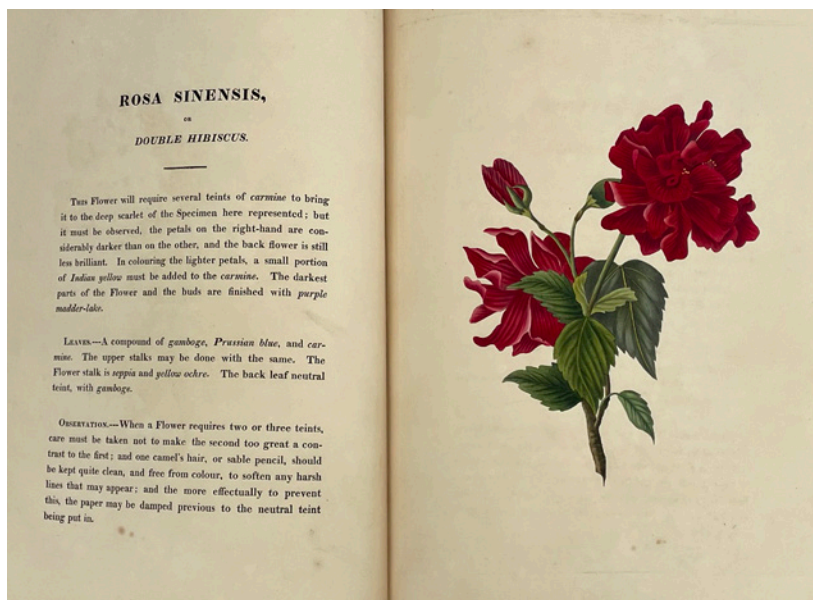 ROSA SINENSIS,
OR
DOUBLE HIBISCUS.
This Flower will require several teints of carmine to bring
it to the deep scarlet of the Specimen here represented; but
it must be observed, the petals on the right-hand are con-
siderably darker than on the other, and the back flower is still
less brilliant. In colouring the lighter petals, a small portion
of Indian yellow must be added to the carmine. The darkest
parts of the Flower and the buds are finished with purple
madder-lake.
Leaves.—A compound of gamboge, Prussian blue, and car-
mine. The upper stalks may be done with the same. The
Flower stalk is seppia and yellow ochre. The back leaf neutral
teint, with gamboge.
Observation.—When a Flower requires two or three teints,
care must be taken not to make the second too great a con-
trast to the first; and one camel's hair, or sable pencil, should
be kept quite clean, and free from colour, to soften any harsh
lines that may appear; and the more effectually to prevent
this, the paper may be damped previous to the neutral teint
being put in.